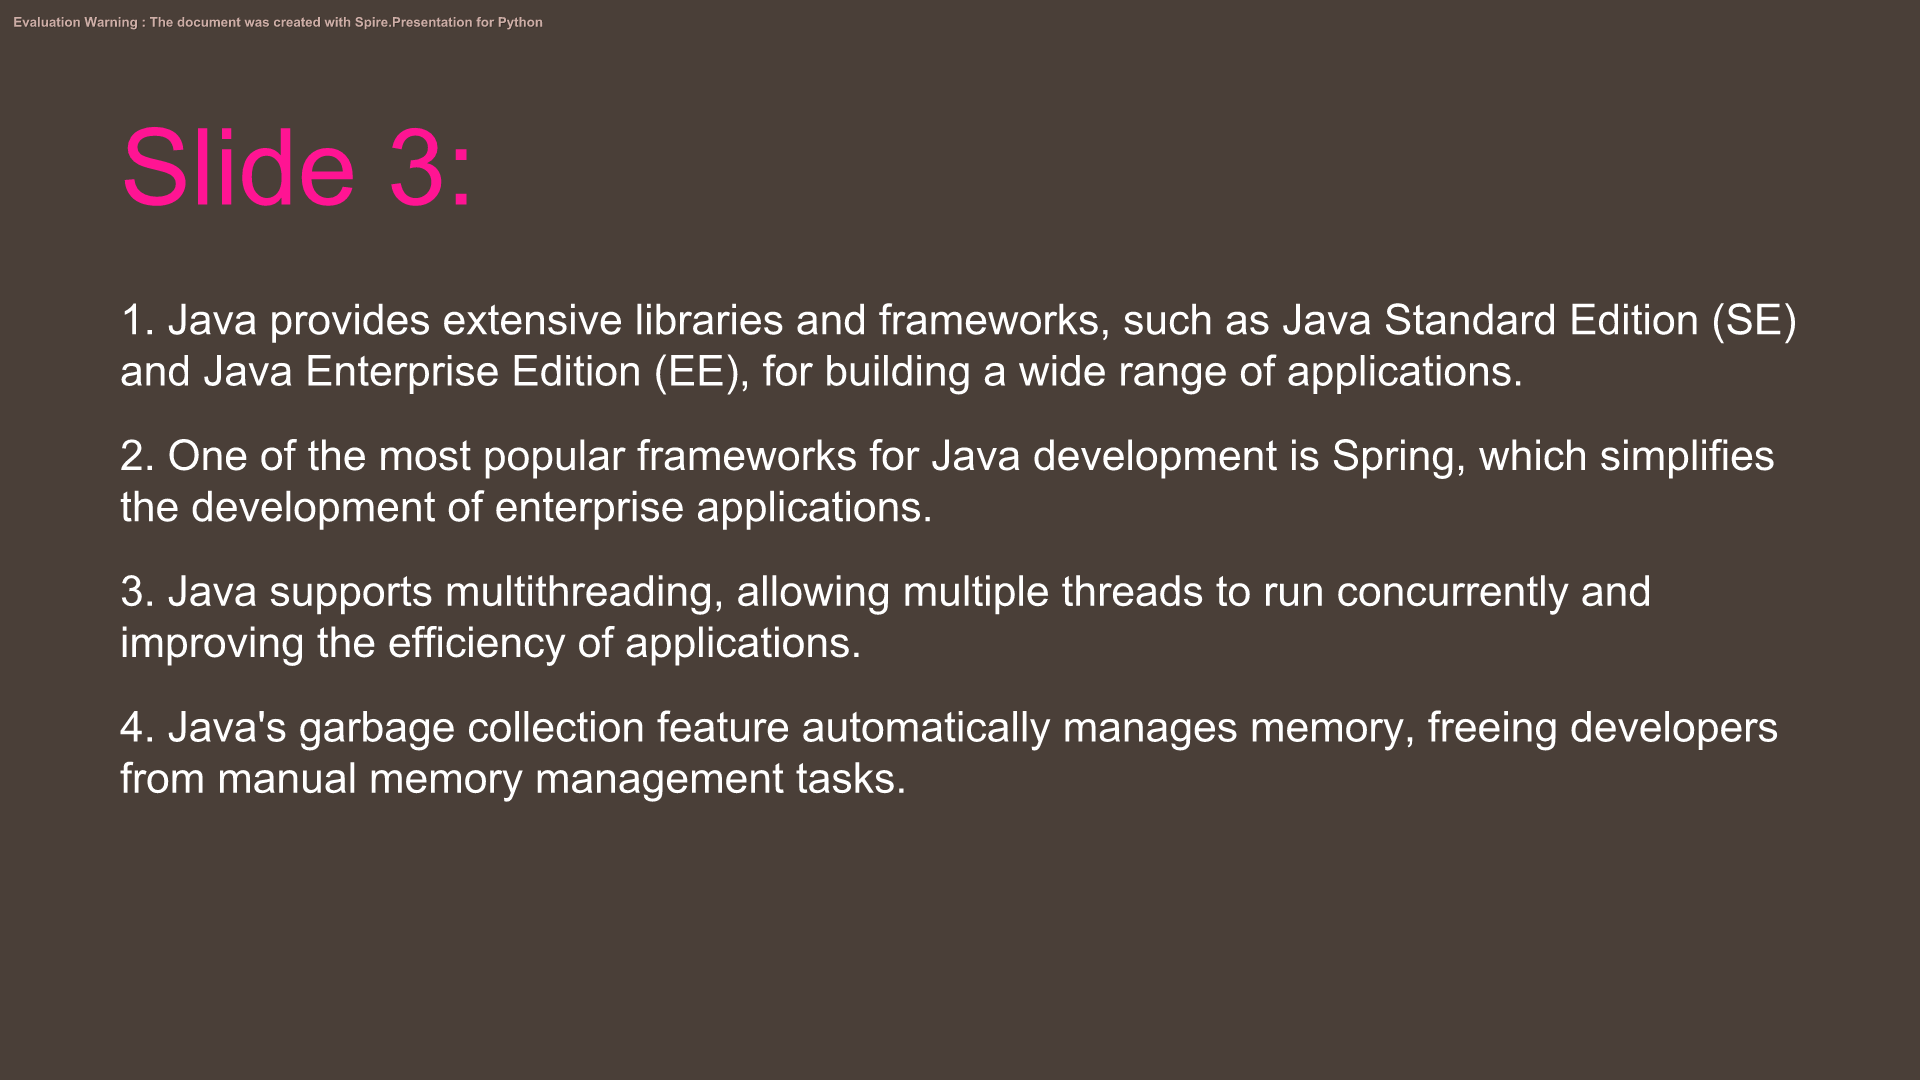 Evaluation Warning : The document was created with Spire.Presentation for Python
Slide 3:
1. Java provides extensive libraries and frameworks, such as Java Standard Edition (SE)
and Java Enterprise Edition (EE), for building a wide range of applications.
2. One of the most popular frameworks for Java development is Spring, which simplifies
the development of enterprise applications.
3. Java supports multithreading, allowing multiple threads to run concurrently and
improving the efficiency of applications.
4. Java's garbage collection feature automatically manages memory, freeing developers
from manual memory management tasks.